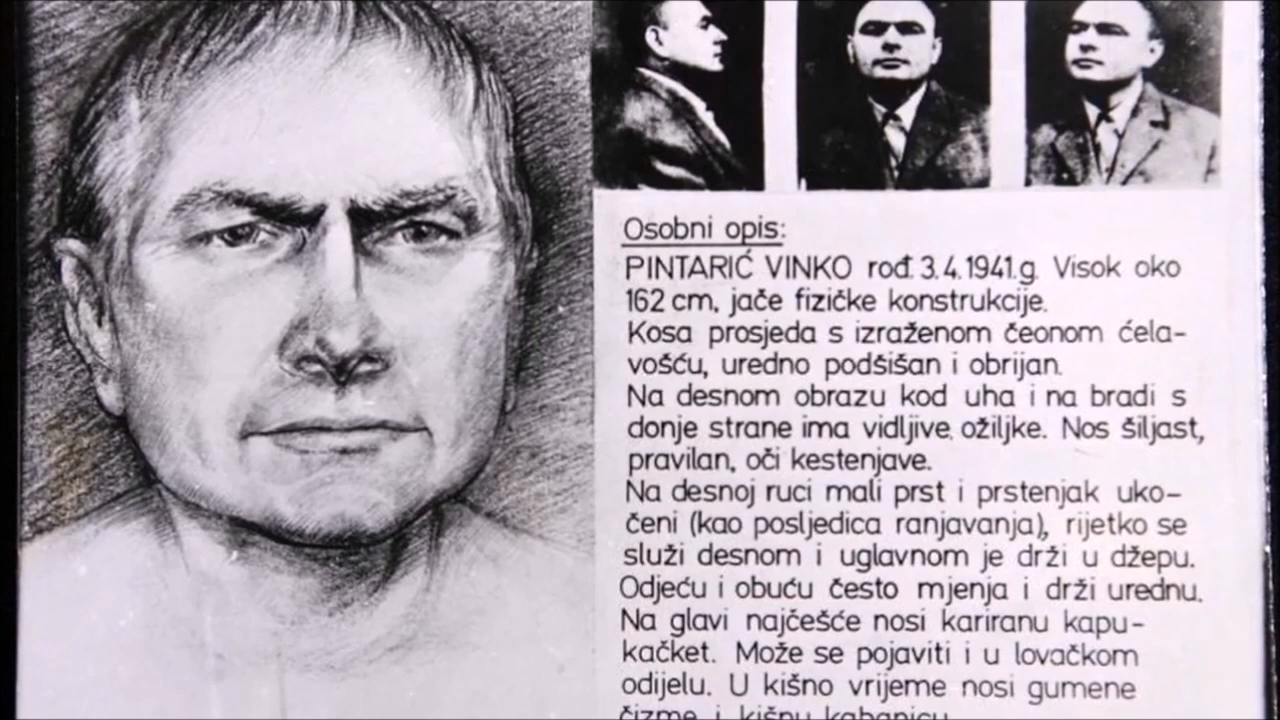 Osobni opis:
PINTARIĆ VINKO rođ. 3.4.1941.g. Visok oko
162 cm, jače fizičke konstrukcije.
Kosa prosjeda s izraženom čeonom ćela-
vošću, uredno podšišan i obrijan.
Na desnom obrazu kod uha i na bradi s
donje strane ima vidljive ožiljke. Nos šiljast,
pravilan, oči kestenjave.
Na desnoj ruci mali prst i prstenjak uko-
čeni (kao posljedica ranjavanja), rijetko se
služi desnom i uglavnom je drži u džepu.
Odjeću i obuću često mjenja i drži urednu.
Na glavi najčešće nosi kariranu kapu-
kačket. Može se pojaviti i u lovačkom
odijelu. U kišno vrijeme nosi gumene
čizme i kišnu kabanicu